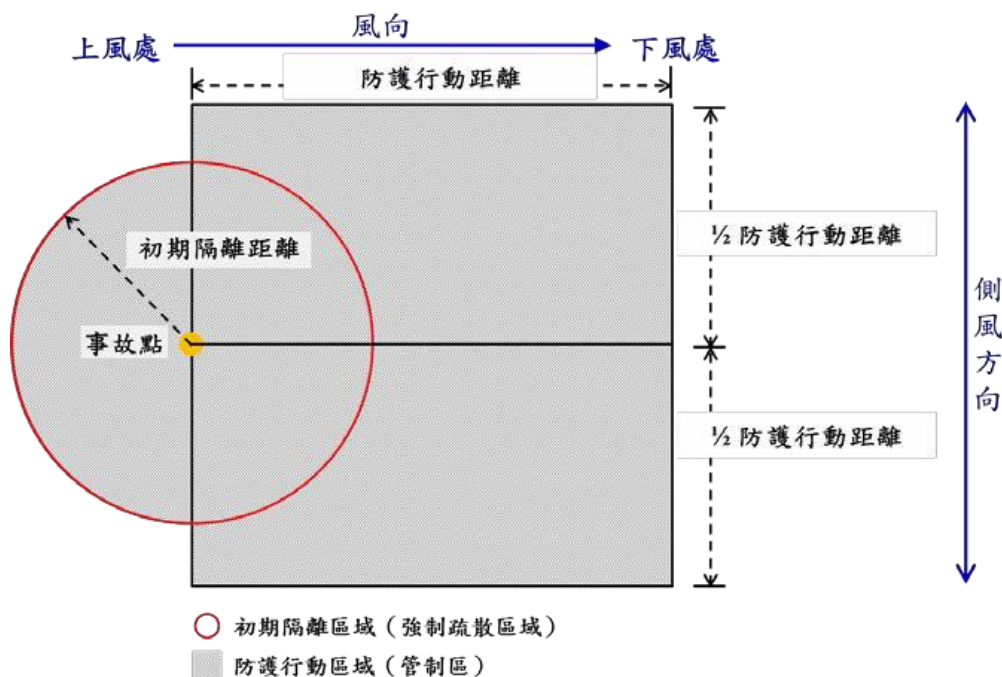 風向
上風處
下風處
防護行動距離
½ 防護行動距離
初期隔離距離
側風方向
事故點
½ 防護行動距離
初期隔離區域（強制疏散區域）
防護行動區域（管制區）